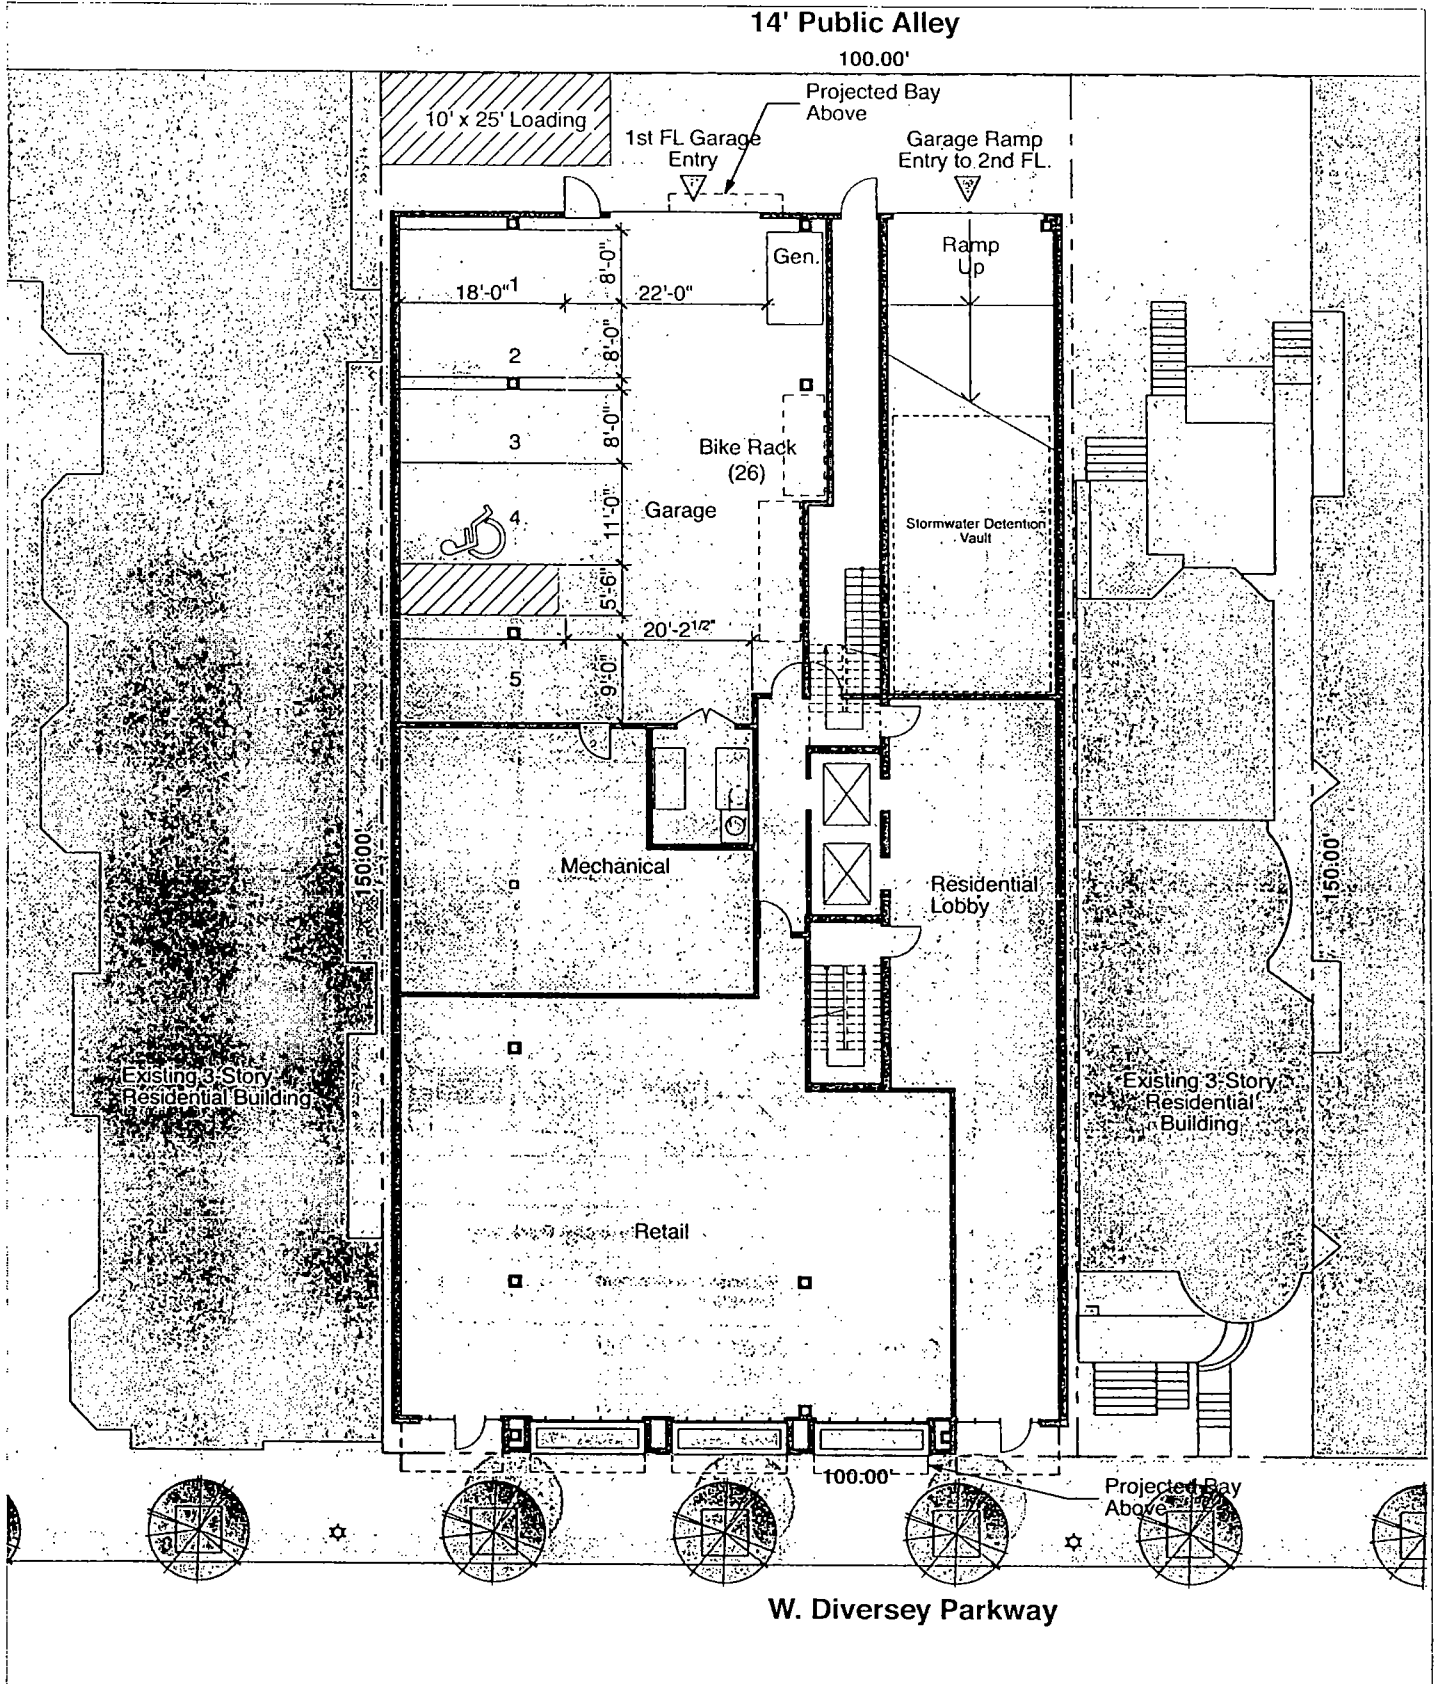 14' Public Alley
100.00'
Projected Bay
Above
10' x 25' Loading
1st FL Garage
Entry
Garage Ramp
Entry to 2nd FL.
Gen.
Ramp
Up
8'-0"
18'-0"
1
22'-0"
2
8'-0"
3
8'-0"
Bike Rack
(26)
4
11'-0"
Garage
Stormwater Detention
Vault
5'-6"
20'-2 1/2"
5
9'-0"
150.00'
150.00'
Mechanical
Residential
Lobby
Existing 3-Story
Residential Building
Existing 3-Story
Residential
Building
Retail
100.00'
Projected Bay
Above
W. Diversey Parkway